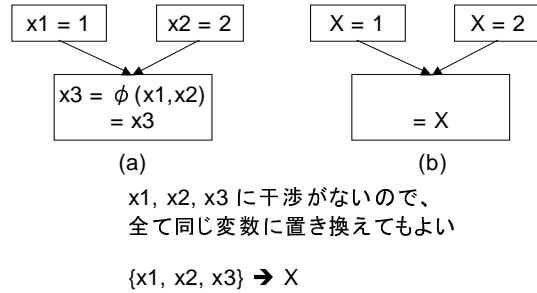 x1 = 1
x2 = 2
X = 1
X = 2
x3 = φ(x1,x2)
= x3
= X
(a)
(b)
x1, x2, x3 に干渉がないので、
全て同じ変数に置き換えてもよい
{x1, x2, x3} ➔ X